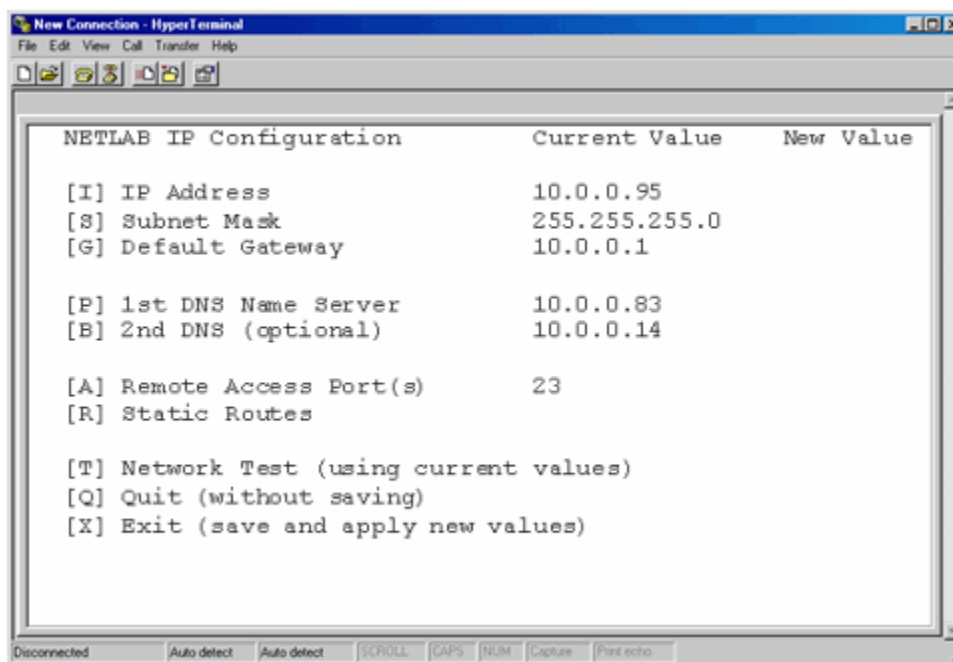 New Connection - HyperTerminal
File Edit View Call Transfer Help
NETLAB IP Configuration Current Value New Value
[I] IP Address 10.0.0.95
[S] Subnet Mask 255.255.255.0
[G] Default Gateway 10.0.0.1
[P] 1st DNS Name Server 10.0.0.83
[B] 2nd DNS (optional) 10.0.0.14
[A] Remote Access Port(s) 23
[R] Static Routes
[T] Network Test (using current values)
[Q] Quit (without saving)
[X] Exit (save and apply new values)
Disconnected Auto detect Auto detect SCROLL CAPS NUM Capture Print echo